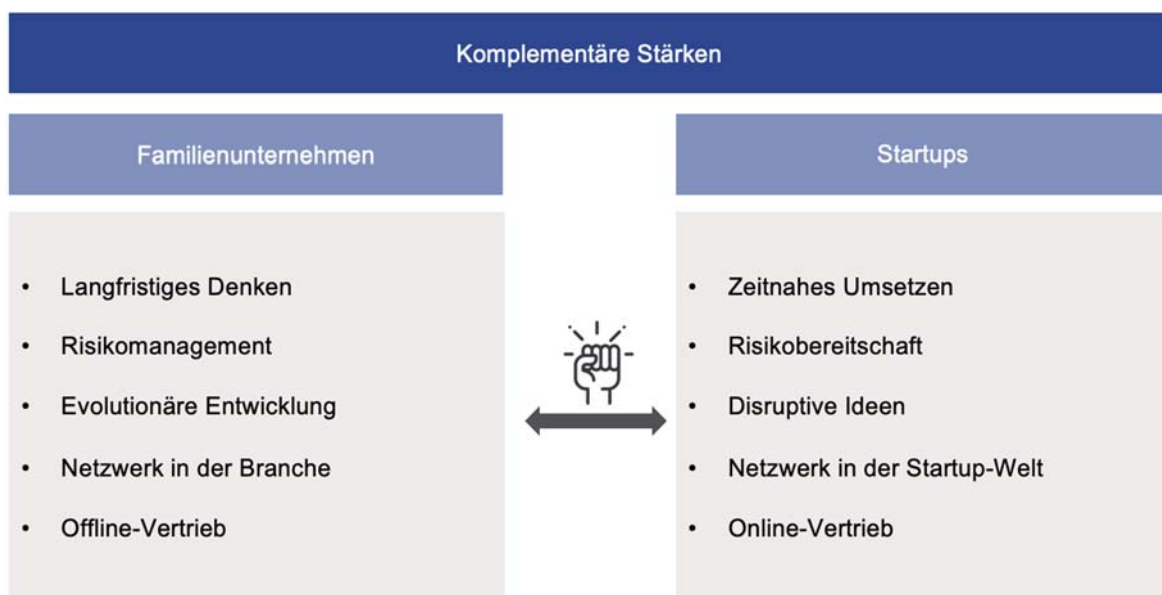 Komplementäre Stärken
Familienunternehmen
Startups
• Langfristiges Denken
• Risikomanagement
• Evolutionäre Entwicklung
• Netzwerk in der Branche
• Offline-Vertrieb
• Zeitnahes Umsetzen
• Risikobereitschaft
• Disruptive Ideen
• Netzwerk in der Startup-Welt
• Online-Vertrieb